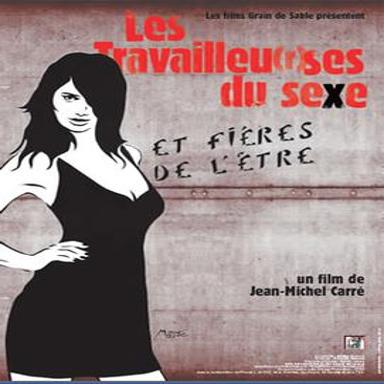 Les films Grain de Sable présentent
Les
Travailleu(r)ses
du sexe
ET FIÈRES
DE L'ÊTRE
un film de
Jean-Michel Carré